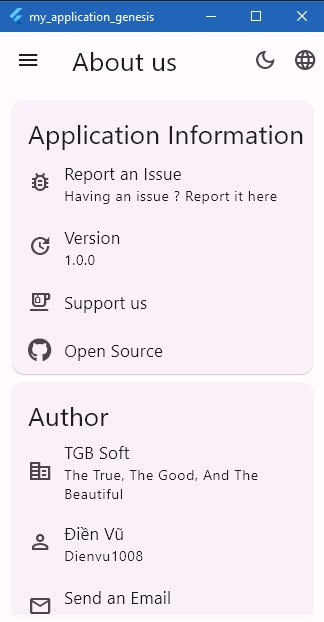 my_application_genesis
About us
Application Information
Report an Issue
Having an issue ? Report it here
Version
1.0.0
Support us
Open Source
Author
TGB Soft
The True, The Good, And The
Beautiful
Điền Vũ
Dienvu1008
Send an Email